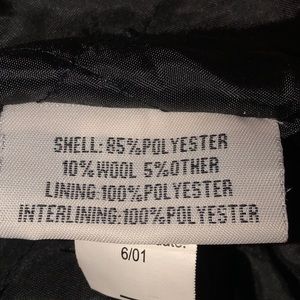 SHELL: 85%POLYESTER
10%WOOL 5%OTHER
LINING:100%POLYESTER
INTERLINING:100%POLYESTER
6/01